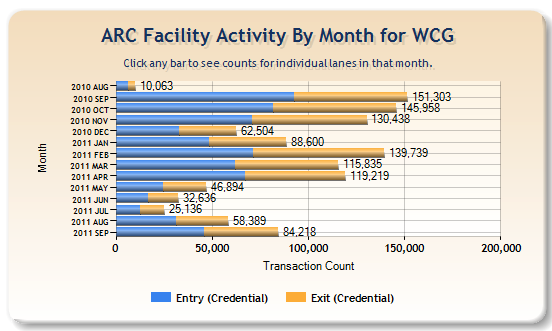 ARC Facility Activity By Month for WCG
Click any bar to see counts for individual lanes in that month.
Month
2010 AUG 10,063
2010 SEP 151,303
2010 OCT 145,958
2010 NOV 130,438
2010 DEC 62,504
2011 JAN 88,600
2011 FEB 139,739
2011 MAR 115,835
2011 APR 119,219
2011 MAY 46,894
2011 JUN 32,636
2011 JUL 25,136
2011 AUG 58,389
2011 SEP 84,218
0 50,000 100,000 150,000 200,000
Transaction Count
Entry (Credential) Exit (Credential)